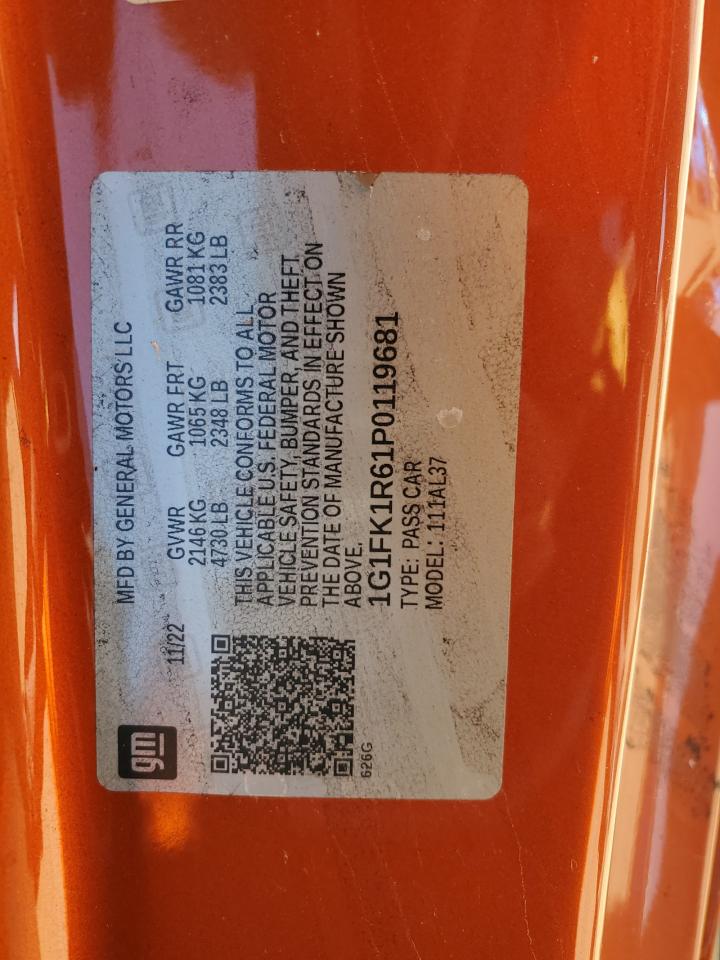 gm
MFD BY GENERAL MOTORS LLC
11/22
GVWR GAWR FRT GAWR RR
2146 KG 1065 KG 1081 KG
4730 LB 2348 LB 2383 LB
THIS VEHICLE CONFORMS TO ALL
APPLICABLE U.S. FEDERAL MOTOR
VEHICLE SAFETY, BUMPER, AND THEFT
PREVENTION STANDARDS IN EFFECT ON
THE DATE OF MANUFACTURE SHOWN
ABOVE.
1G1FK1R61P0119681
TYPE: PASS CAR
MODEL: 111AL37
626G